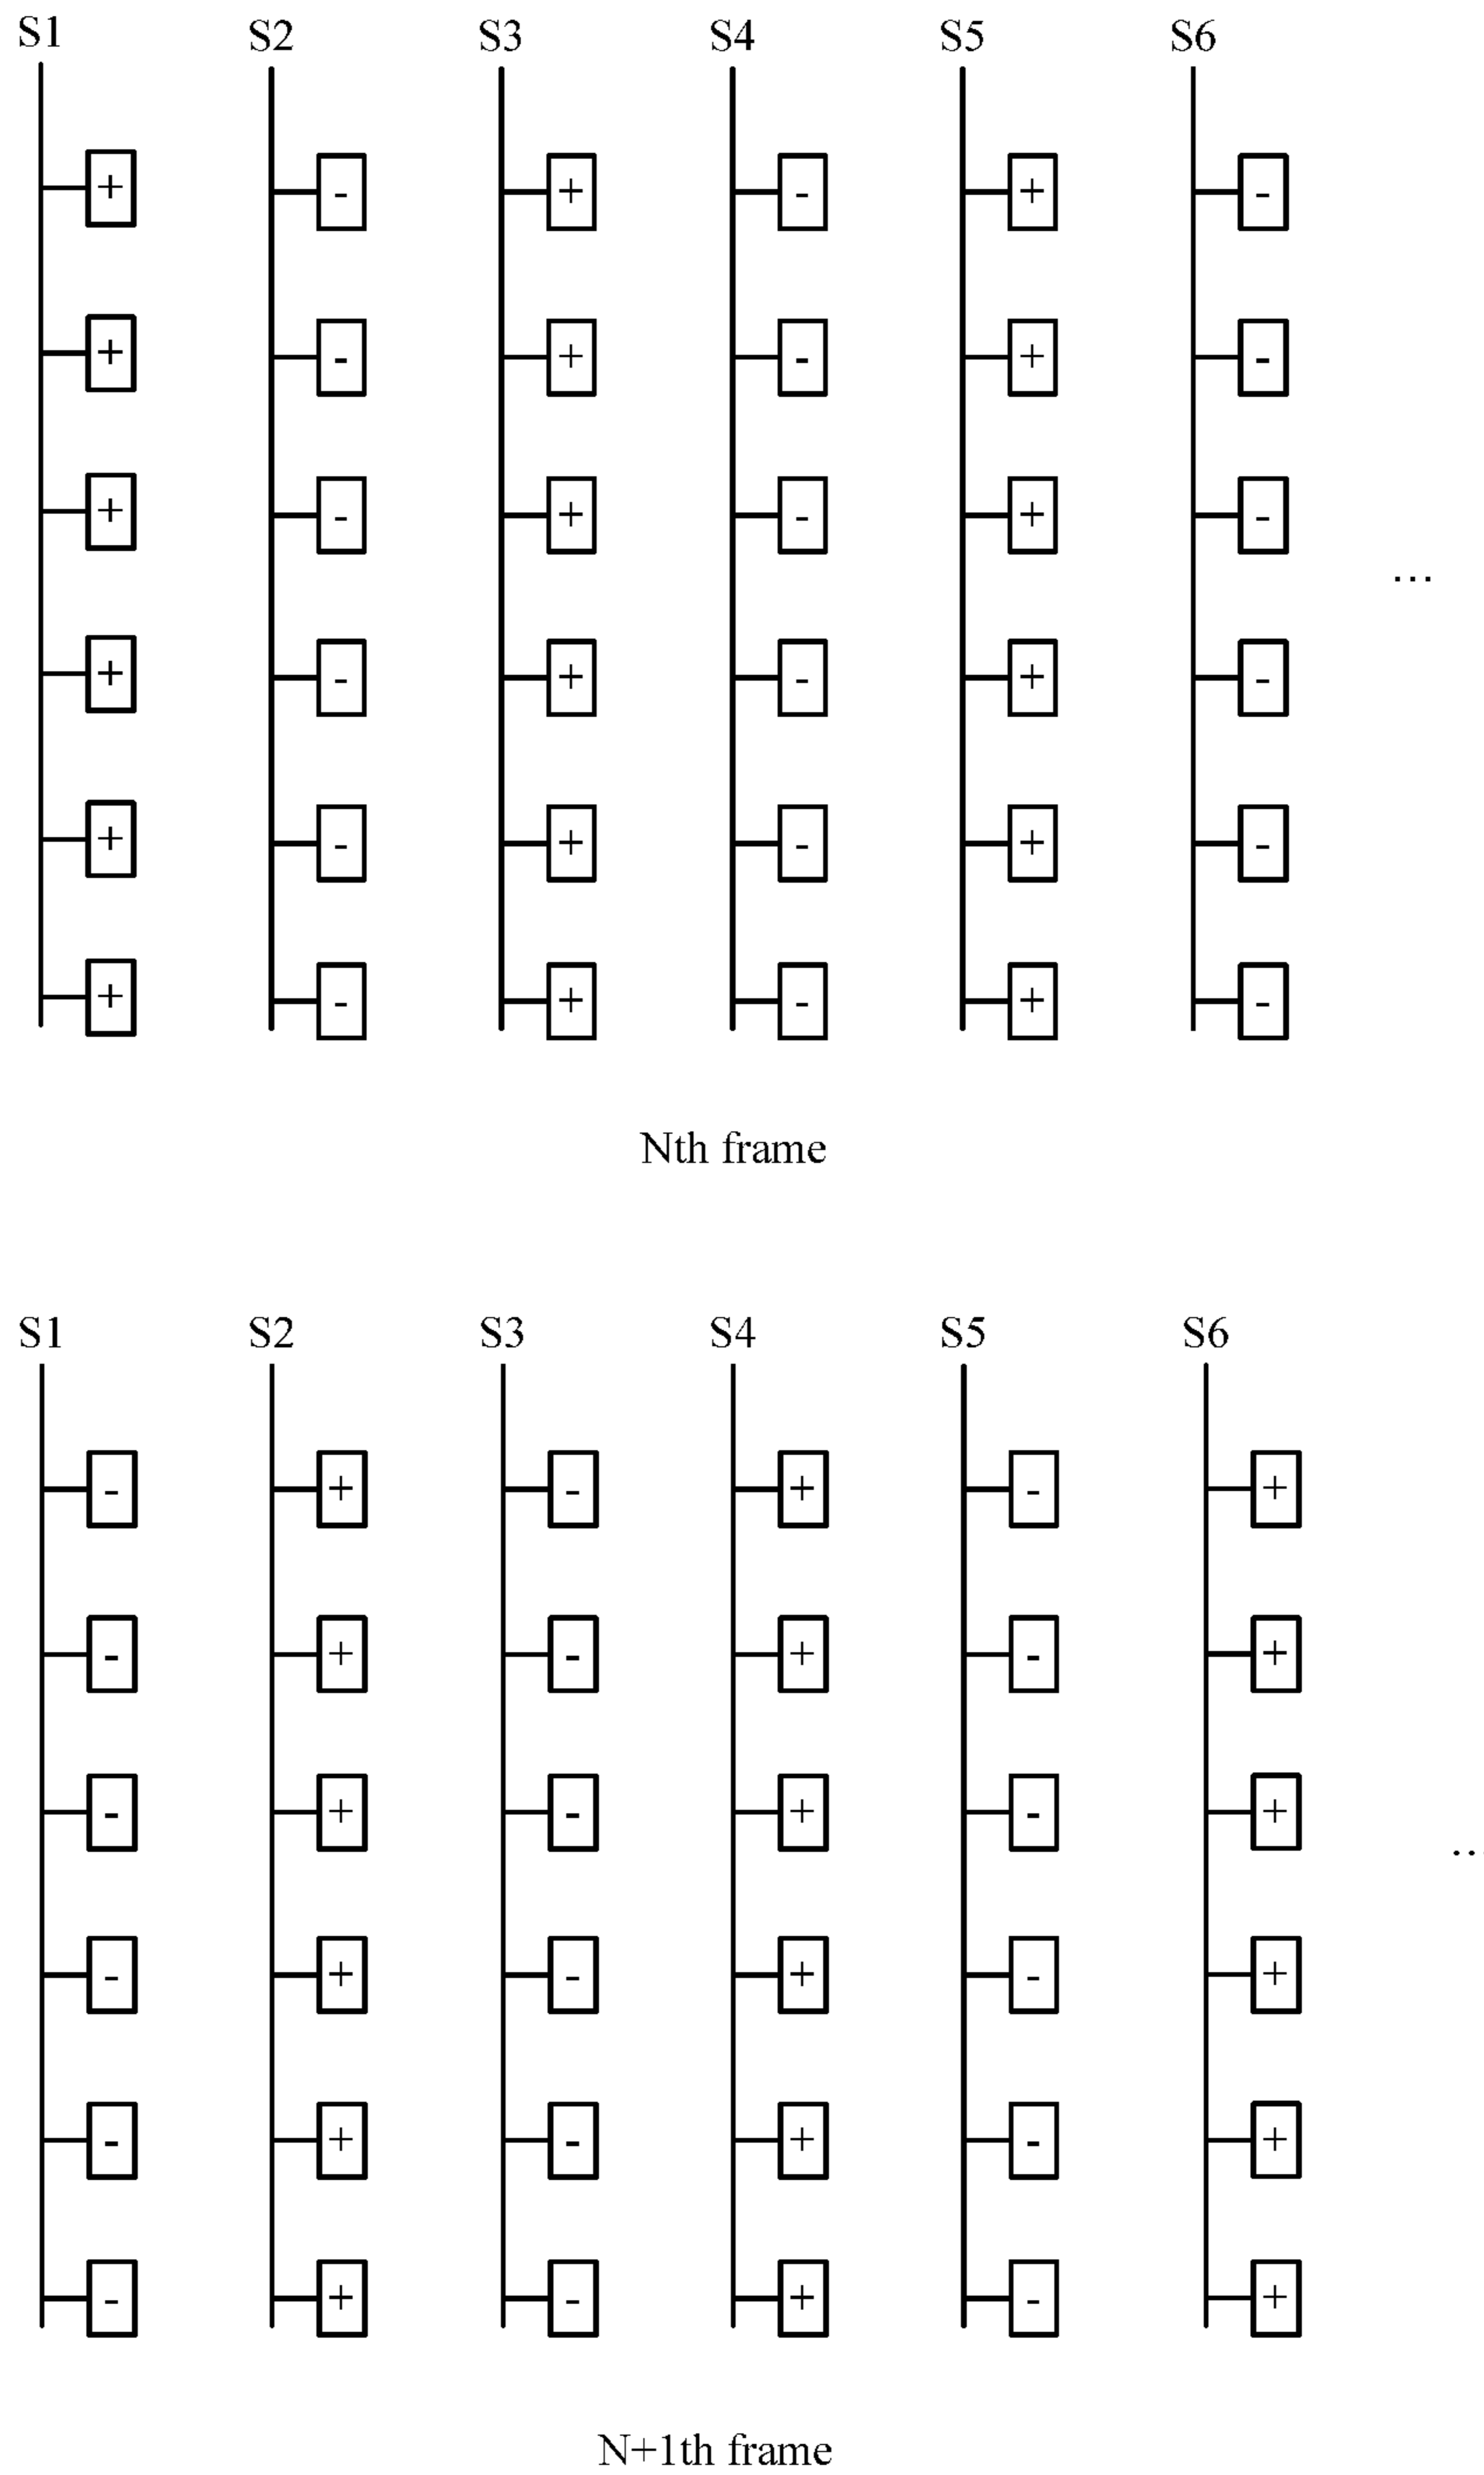 S1 S2 S3 S4 S5 S6
+ - + - + -
+ - + - + -
+ - + - + -
...
+ - + - + -
+ - + - + -
+ - + - + -
Nth frame
S1 S2 S3 S4 S5 S6
- + - + - +
- + - + - +
- + - + - +
..
- + - + - +
- + - + - +
- + - + - +
N+1th frame